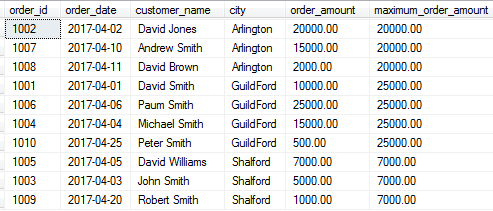 order_id order_date customer_name city order_amount maximum_order_amount
1002 2017-04-02 David Jones Arlington 20000.00 20000.00
1007 2017-04-10 Andrew Smith Arlington 15000.00 20000.00
1008 2017-04-11 David Brown Arlington 2000.00 20000.00
1001 2017-04-01 David Smith GuildFord 10000.00 25000.00
1006 2017-04-06 Paum Smith GuildFord 25000.00 25000.00
1004 2017-04-04 Michael Smith GuildFord 15000.00 25000.00
1010 2017-04-25 Peter Smith GuildFord 500.00 25000.00
1005 2017-04-05 David Williams Shalford 7000.00 7000.00
1003 2017-04-03 John Smith Shalford 5000.00 7000.00
1009 2017-04-20 Robert Smith Shalford 1000.00 7000.00